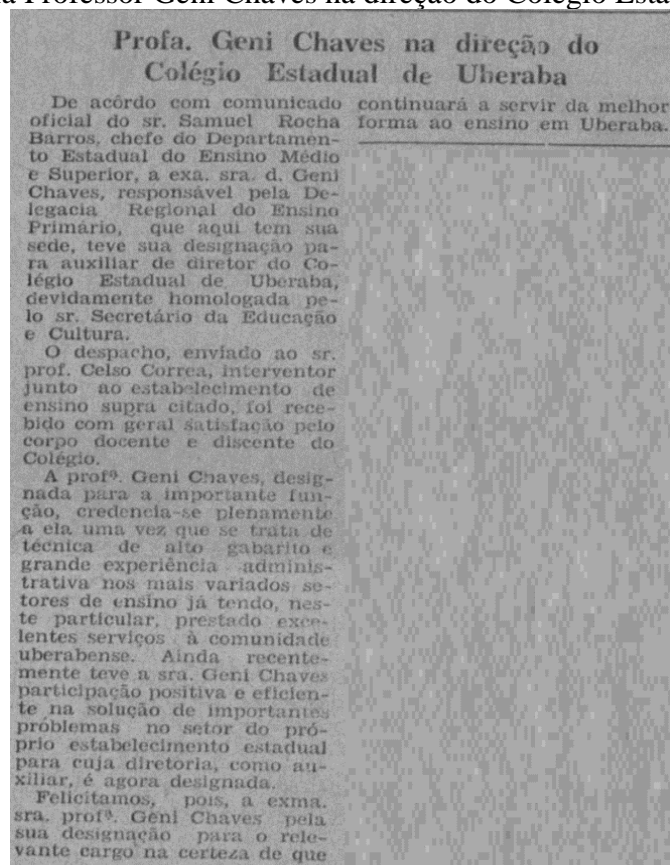 a Professor Geni Chaves na direção do Colégio Esta
Profa. Geni Chaves na direção do
Colégio Estadual de Uberaba
De acôrdo com comunicado
oficial do sr. Samuel Rocha
Barros, chefe do Departamen-
to Estadual do Ensino Médio
e Superior, a exa. sra. d. Geni
Chaves, responsável pela De-
legacia Regional do Ensino
Primário, que aqui tem sua
sede, teve sua designação pa-
ra auxiliar de diretor do Co-
légio Estadual de Uberaba,
devidamente homologada pe-
lo sr. Secretário da Educação
e Cultura.
O despacho, enviado ao sr.
prof. Celso Correa, interventor
junto ao estabelecimento de
ensino supra citado, foi rece-
bido com geral satisfação pelo
corpo docente e discente do
Colégio.
A profª. Geni Chaves, desig-
nada para a importante fun-
ção, credencia-se plenamente
a ela uma vez que se trata de
técnica de alto gabarito e
grande experiência adminis-
trativa nos mais variados se-
tores de ensino já tendo, nes-
te particular, prestado exce-
lentes serviços à comunidade
uberabense. Ainda recente-
mente teve a sra. Geni Chaves
participação positiva e eficien-
te na solução de importantes
próblemas no setor do pró-
prio estabelecimento estadual
para cuja diretoria, como au-
xiliar, é agora designada.
Felicitamos, pois, a exma.
sra. profª. Geni Chaves pela
sua designação para o rele-
vante cargo na certeza de que
continuará a servir da melhor
forma ao ensino em Uberaba.